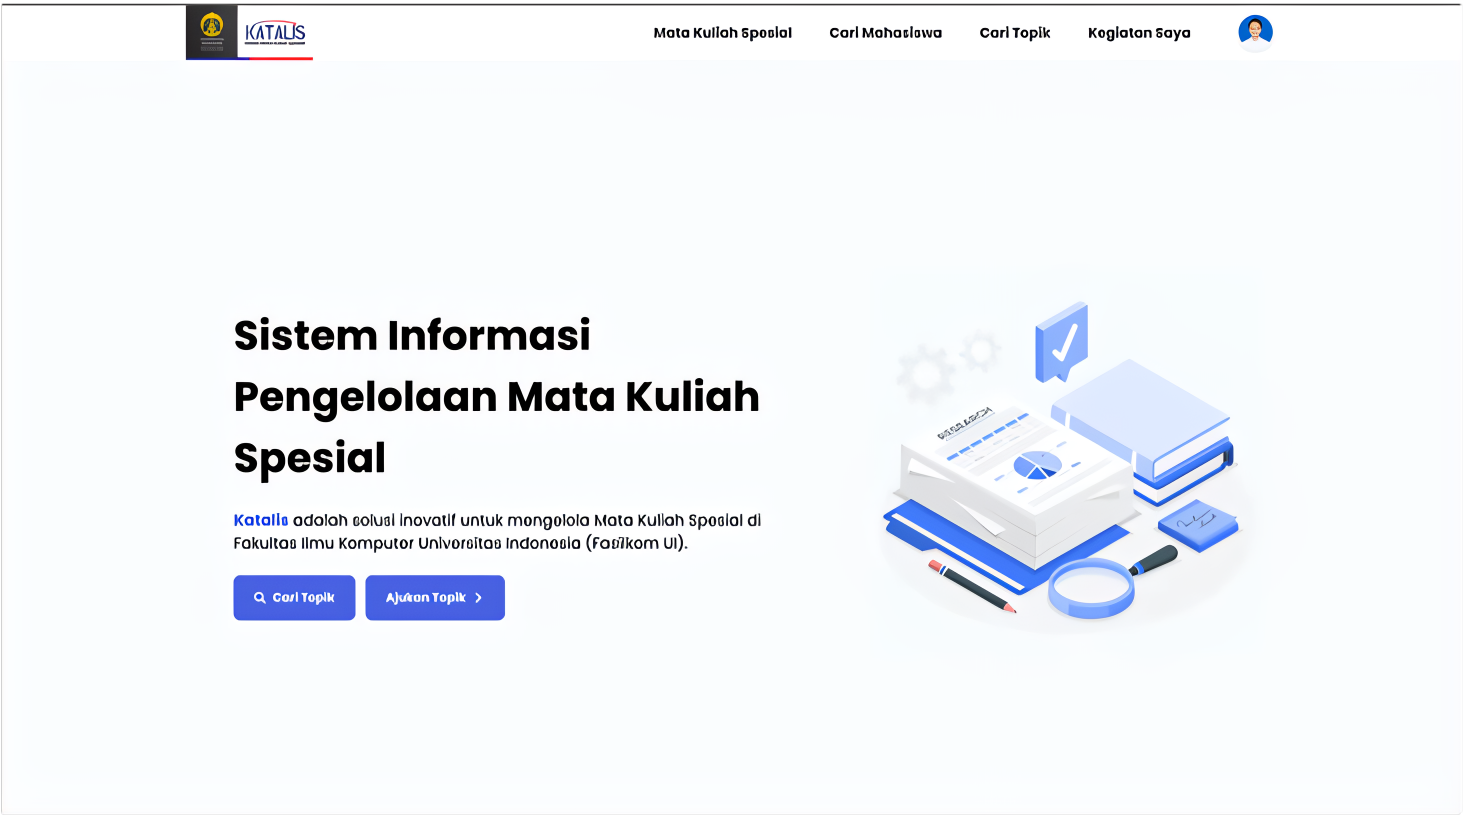 KATALIS
Mata Kuliah Spesial Cari Mahasiswa Cari Topik Kegiatan Saya
Sistem Informasi
Pengelolaan Mata Kuliah
Spesial
Katalis adalah solusi inovatif untuk mengelola Mata Kuliah Spesial di
Fakultas Ilmu Komputer Universitas Indonesia (Fasilkom UI).
Cari Topik Ajukan Topik